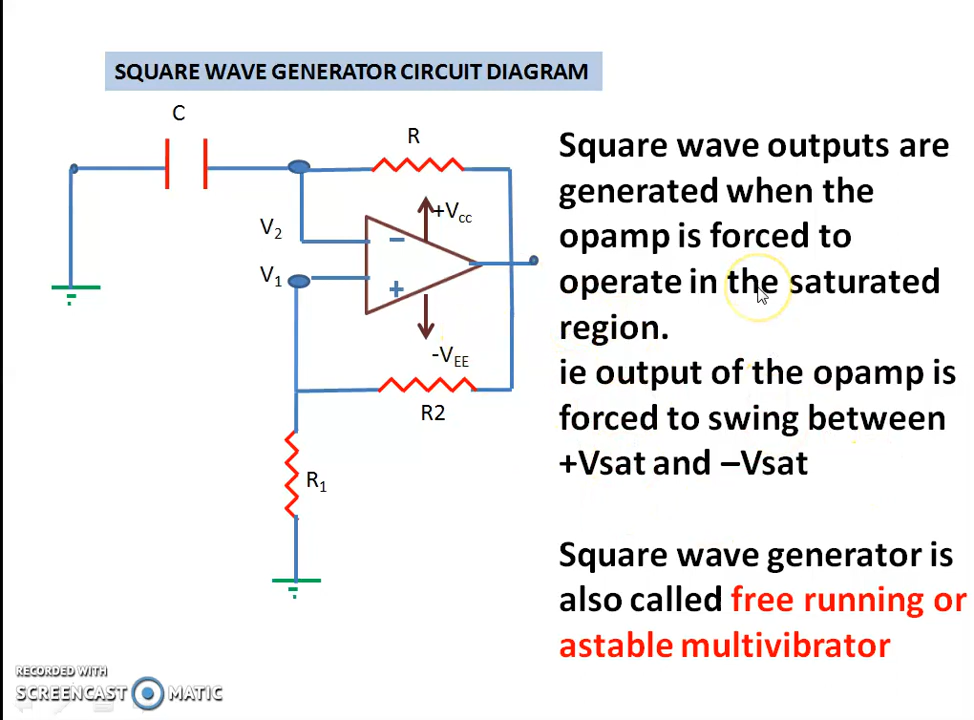 SQUARE WAVE GENERATOR CIRCUIT DIAGRAM
C
R
Square wave outputs are
generated when the
opamp is forced to
operate in the saturated
region.
ie output of the opamp is
forced to swing between
+Vsat and –Vsat
Square wave generator is
also called free running or
astable multivibrator
+Vcc
V2
−
V1
+
-VEE
R2
R1
RECORDED WITH
SCREENCAST MATIC